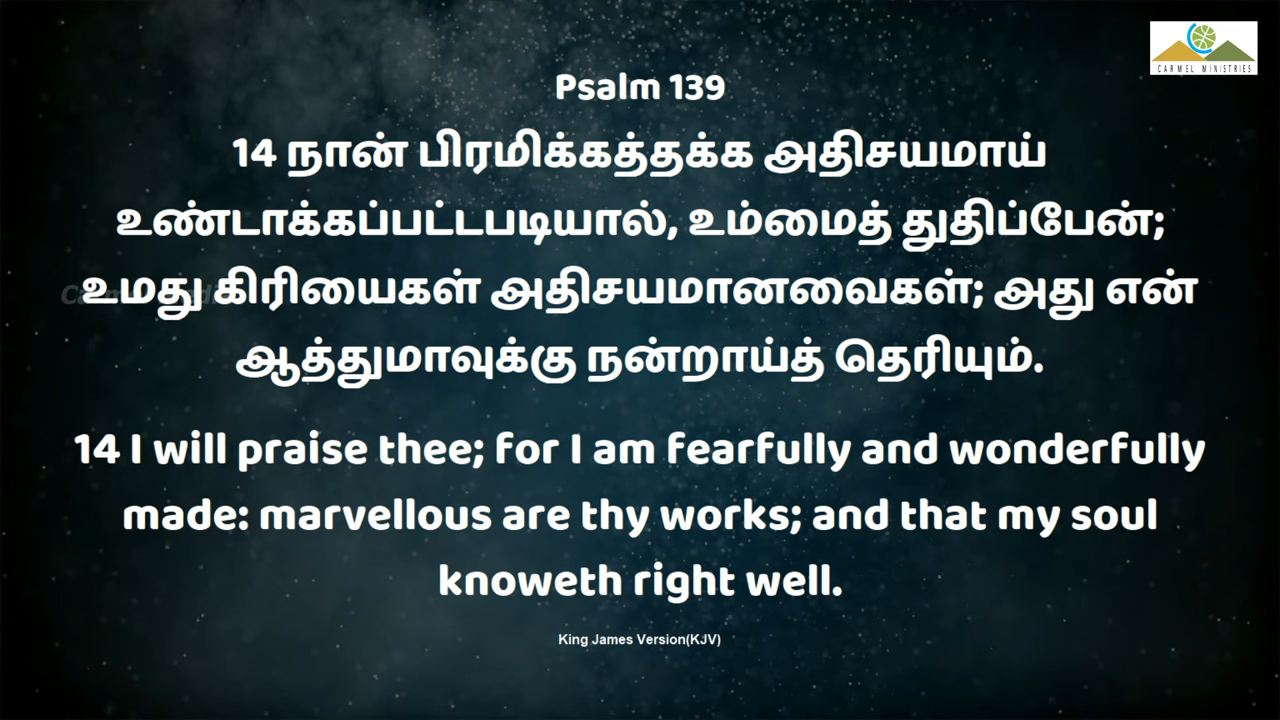 CARMEL MINISTRIES
Psalm 139
14 நான் பிரமிக்கத்தக்க அதிசயமாய்
உண்டாக்கப்பட்டபடியால், உம்மைத் துதிப்பேன்;
உமது கிரியைகள் அதிசயமானவைகள்; அது என்
ஆத்துமாவுக்கு நன்றாய்த் தெரியும்.
14 I will praise thee; for I am fearfully and wonderfully
made: marvellous are thy works; and that my soul
knoweth right well.
King James Version(KJV)